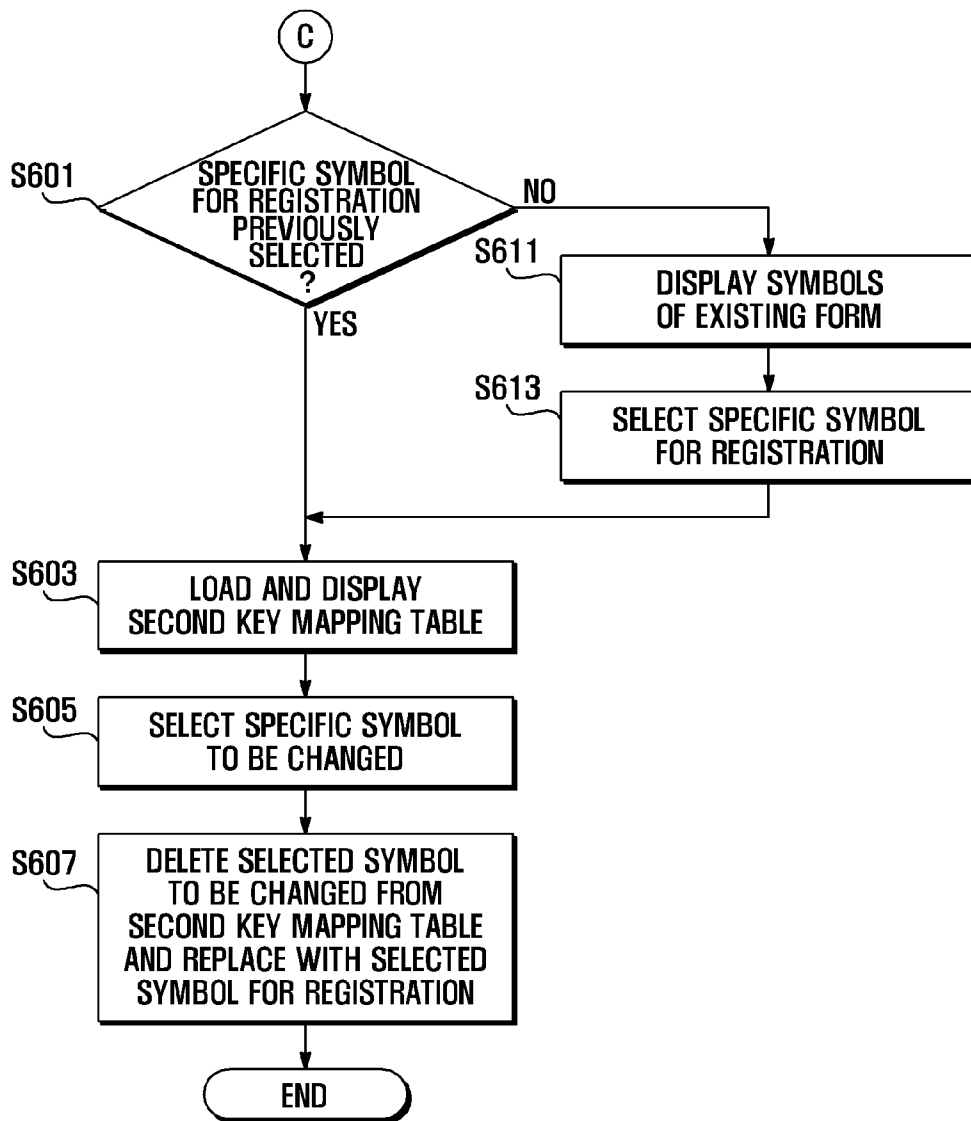 C
S601
SPECIFIC SYMBOL
FOR REGISTRATION
PREVIOUSLY
SELECTED
?
NO
YES
S611
DISPLAY SYMBOLS
OF EXISTING FORM
S613
SELECT SPECIFIC SYMBOL
FOR REGISTRATION
S603
LOAD AND DISPLAY
SECOND KEY MAPPING TABLE
S605
SELECT SPECIFIC SYMBOL
TO BE CHANGED
S607
DELETE SELECTED SYMBOL
TO BE CHANGED FROM
SECOND KEY MAPPING TABLE
AND REPLACE WITH SELECTED
SYMBOL FOR REGISTRATION
END